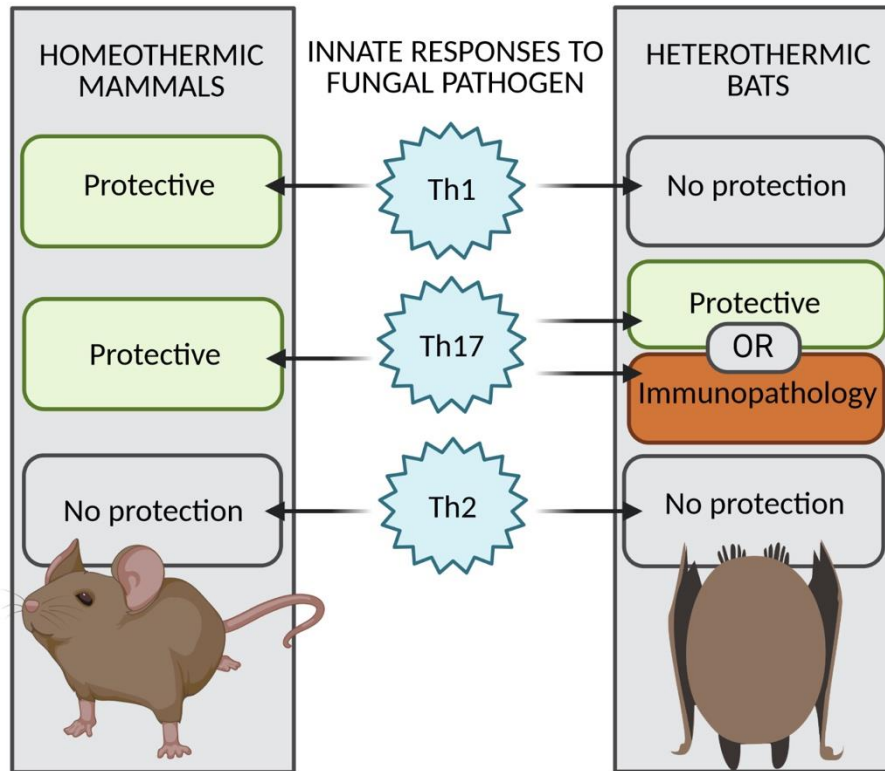 HOMEOTHERMIC
MAMMALS
INNATE RESPONSES TO
FUNGAL PATHOGEN
HETEROTHERMIC
BATS
Protective
Th1
No protection
Protective
Th17
Protective
OR
Immunopathology
No protection
Th2
No protection